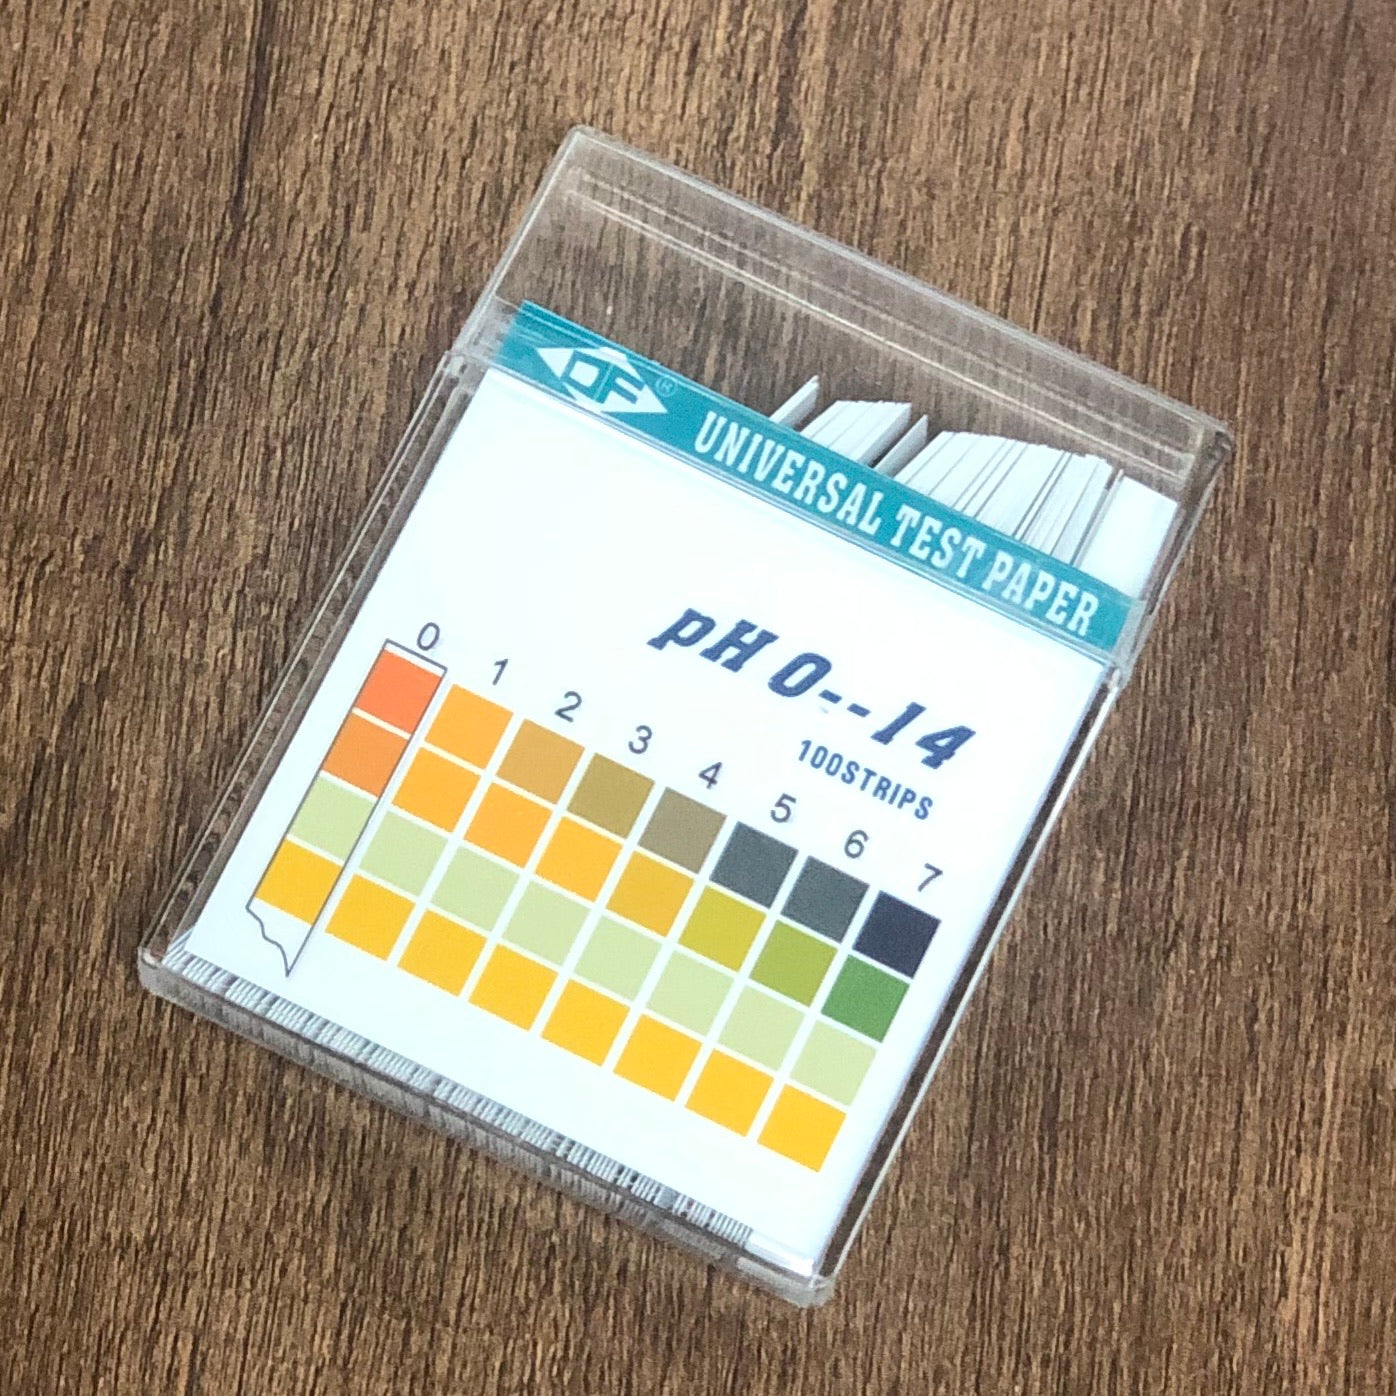 DF®
UNIVERSAL TEST PAPER
pH 0--14
100STRIPS
0 1 2 3 4 5 6 7